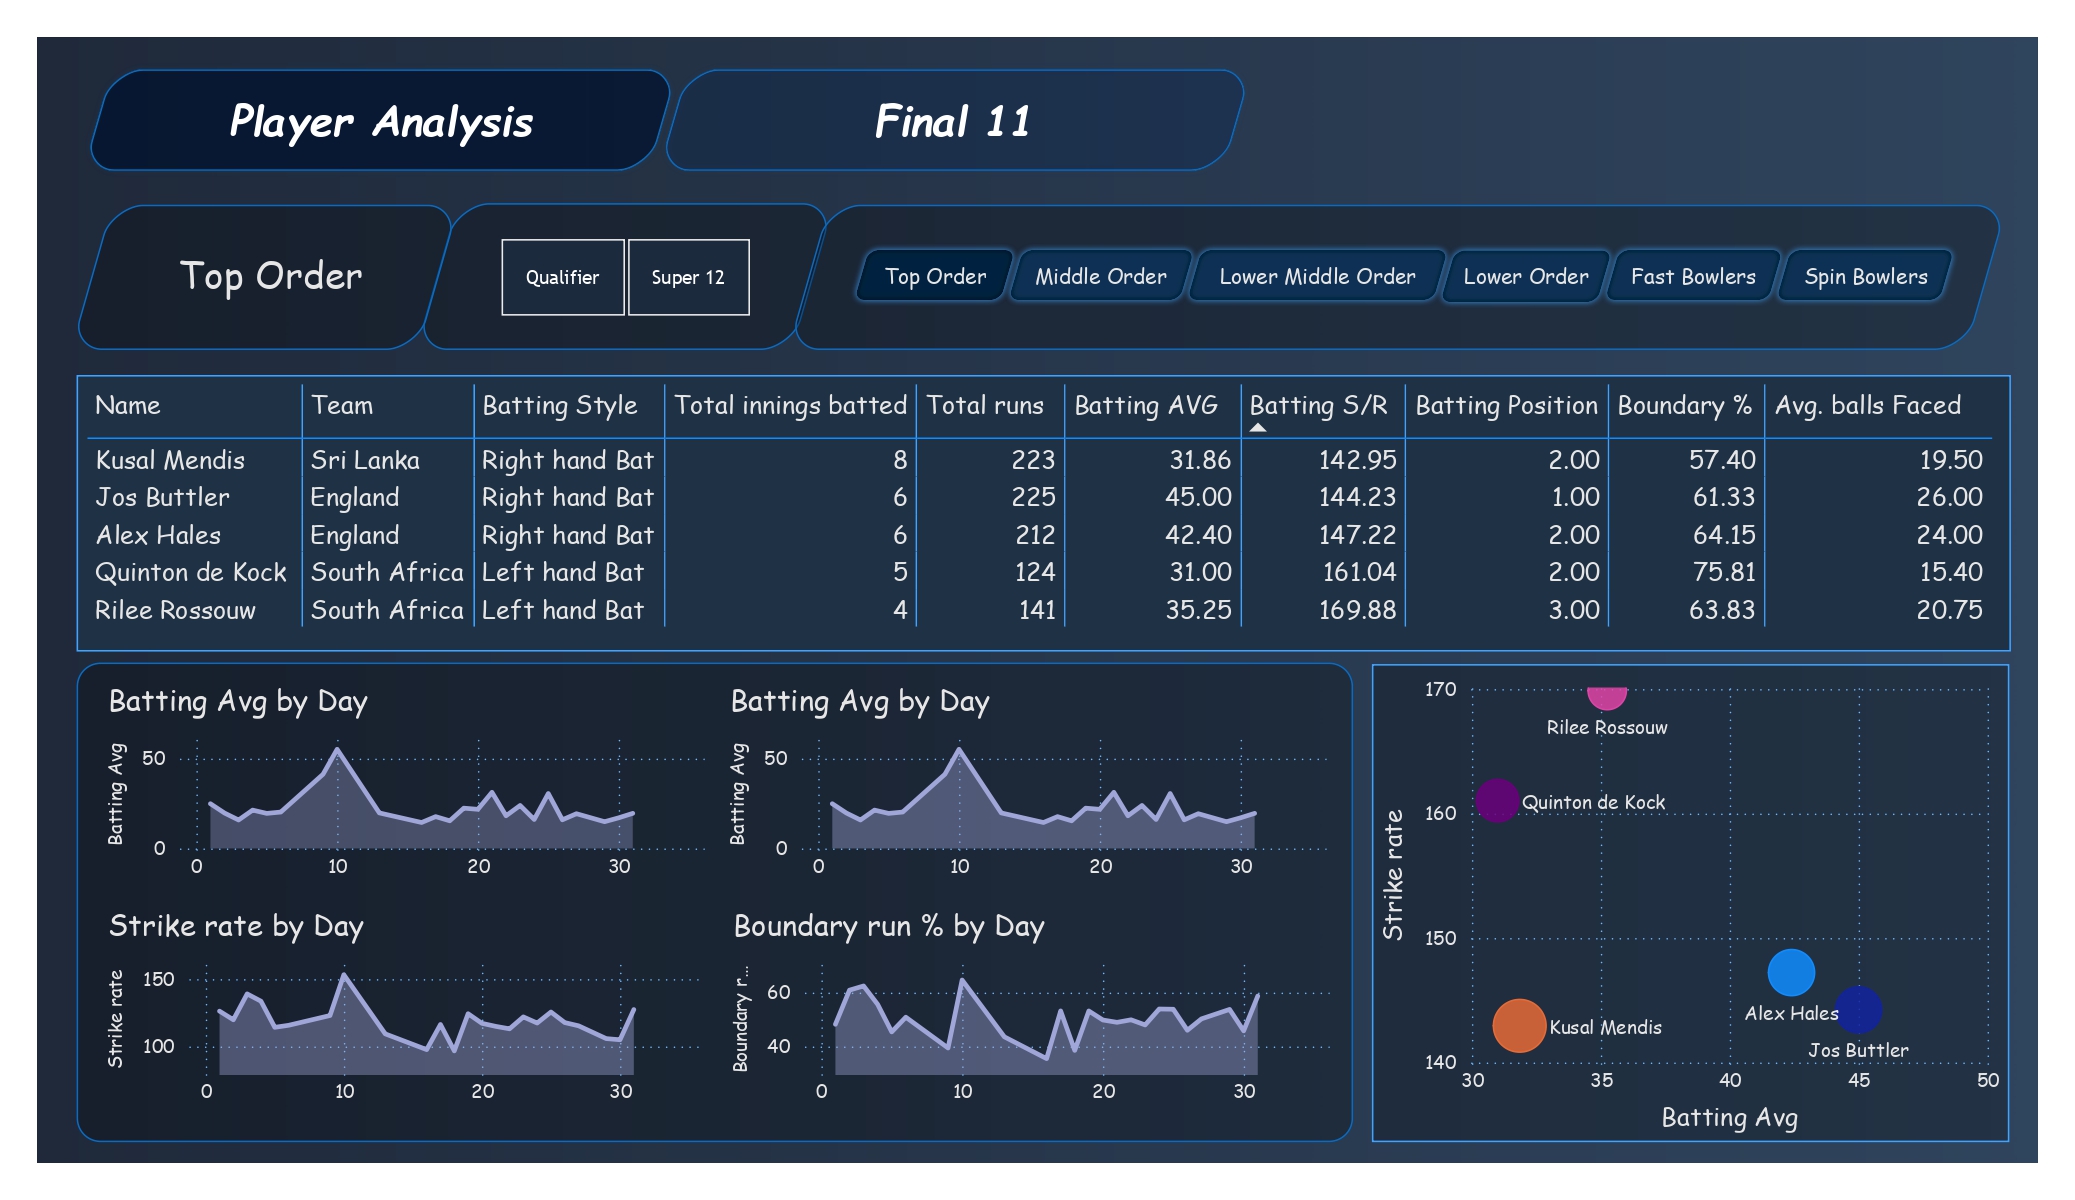 Player Analysis
Final 11
Top Order
Qualifier
Super 12
Top Order
Middle Order
Lower Middle Order
Lower Order
Fast Bowlers
Spin Bowlers
Name Team Batting Style Total innings batted Total runs Batting AVG Batting S/R Batting Position Boundary % Avg. balls Faced
Kusal Mendis Sri Lanka Right hand Bat 8 223 31.86 142.95 2.00 57.40 19.50
Jos Buttler England Right hand Bat 6 225 45.00 144.23 1.00 61.33 26.00
Alex Hales England Right hand Bat 6 212 42.40 147.22 2.00 64.15 24.00
Quinton de Kock South Africa Left hand Bat 5 124 31.00 161.04 2.00 75.81 15.40
Rilee Rossouw South Africa Left hand Bat 4 141 35.25 169.88 3.00 63.83 20.75
Batting Avg by Day
Batting Avg
50
0
0 10 20 30
Batting Avg by Day
Batting Avg
50
0
0 10 20 30
Strike rate by Day
Strike rate
150
100
0 10 20 30
Boundary run % by Day
Boundary r...
60
40
0 10 20 30
Strike rate
170
160
150
140
Rilee Rossouw
Quinton de Kock
Alex Hales
Kusal Mendis
Jos Buttler
30 35 40 45 50
Batting Avg